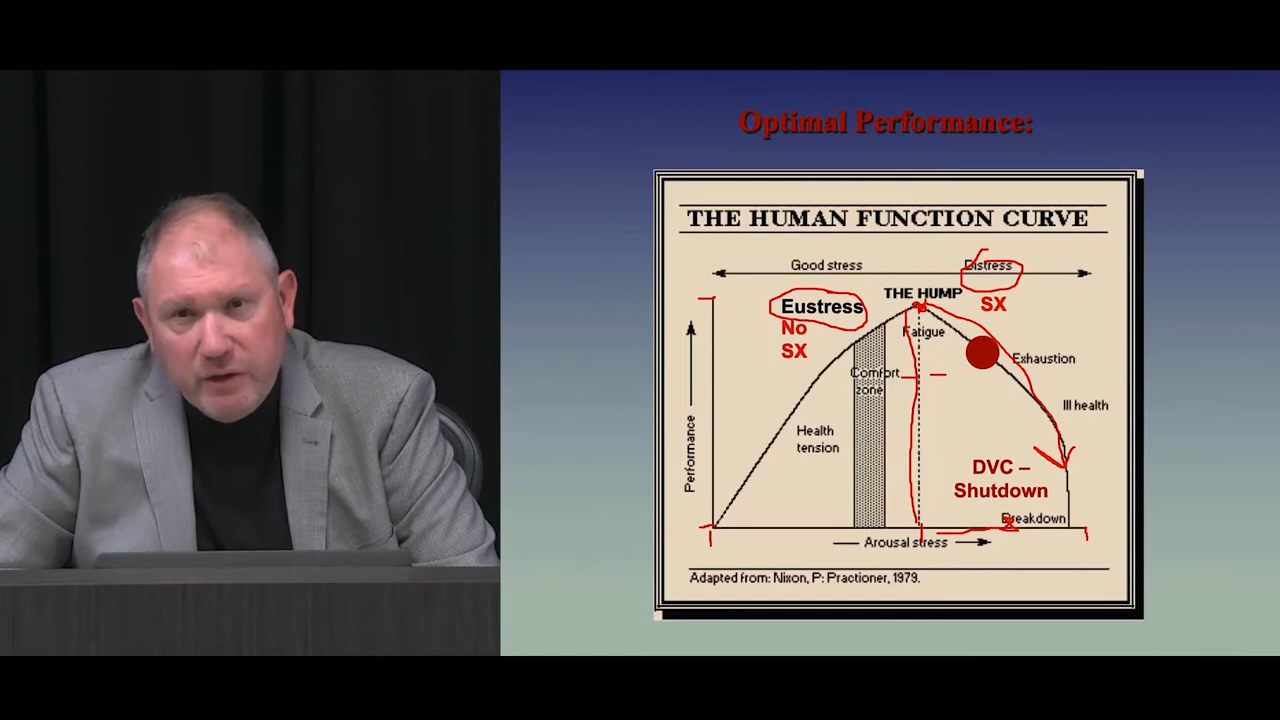 Optimal Performance:
THE HUMAN FUNCTION CURVE
Good stress
Distress
THE HUMP
SX
Eustress
No
SX
Fatigue
Exhaustion
Comfort
zone
Ill health
Health
tension
Performance
DVC –
Shutdown
Breakdown
Arousal stress
Adapted from: Nixon, P: Practioner, 1979.